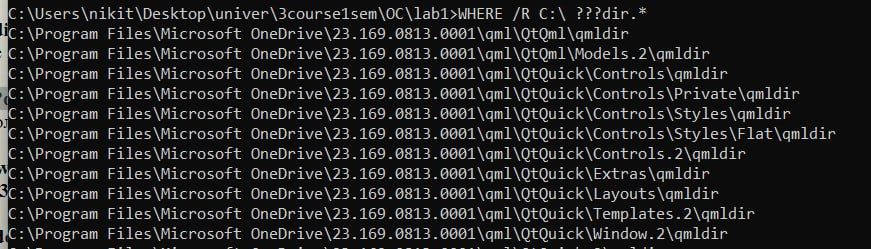 C:\Users\nikit\Desktop\univer\3course1sem\OC\lab1>WHERE /R C:\ ???dir.*
C:\Program Files\Microsoft OneDrive\23.169.0813.0001\qml\QtQml\qmldir
C:\Program Files\Microsoft OneDrive\23.169.0813.0001\qml\QtQml\Models.2\qmldir
C:\Program Files\Microsoft OneDrive\23.169.0813.0001\qml\QtQuick\Controls\qmldir
C:\Program Files\Microsoft OneDrive\23.169.0813.0001\qml\QtQuick\Controls\Private\qmldir
C:\Program Files\Microsoft OneDrive\23.169.0813.0001\qml\QtQuick\Controls\Styles\qmldir
C:\Program Files\Microsoft OneDrive\23.169.0813.0001\qml\QtQuick\Controls\Styles\Flat\qmldir
C:\Program Files\Microsoft OneDrive\23.169.0813.0001\qml\QtQuick\Controls.2\qmldir
C:\Program Files\Microsoft OneDrive\23.169.0813.0001\qml\QtQuick\Extras\qmldir
C:\Program Files\Microsoft OneDrive\23.169.0813.0001\qml\QtQuick\Layouts\qmldir
C:\Program Files\Microsoft OneDrive\23.169.0813.0001\qml\QtQuick\Templates.2\qmldir
C:\Program Files\Microsoft OneDrive\23.169.0813.0001\qml\QtQuick\Window.2\qmldir